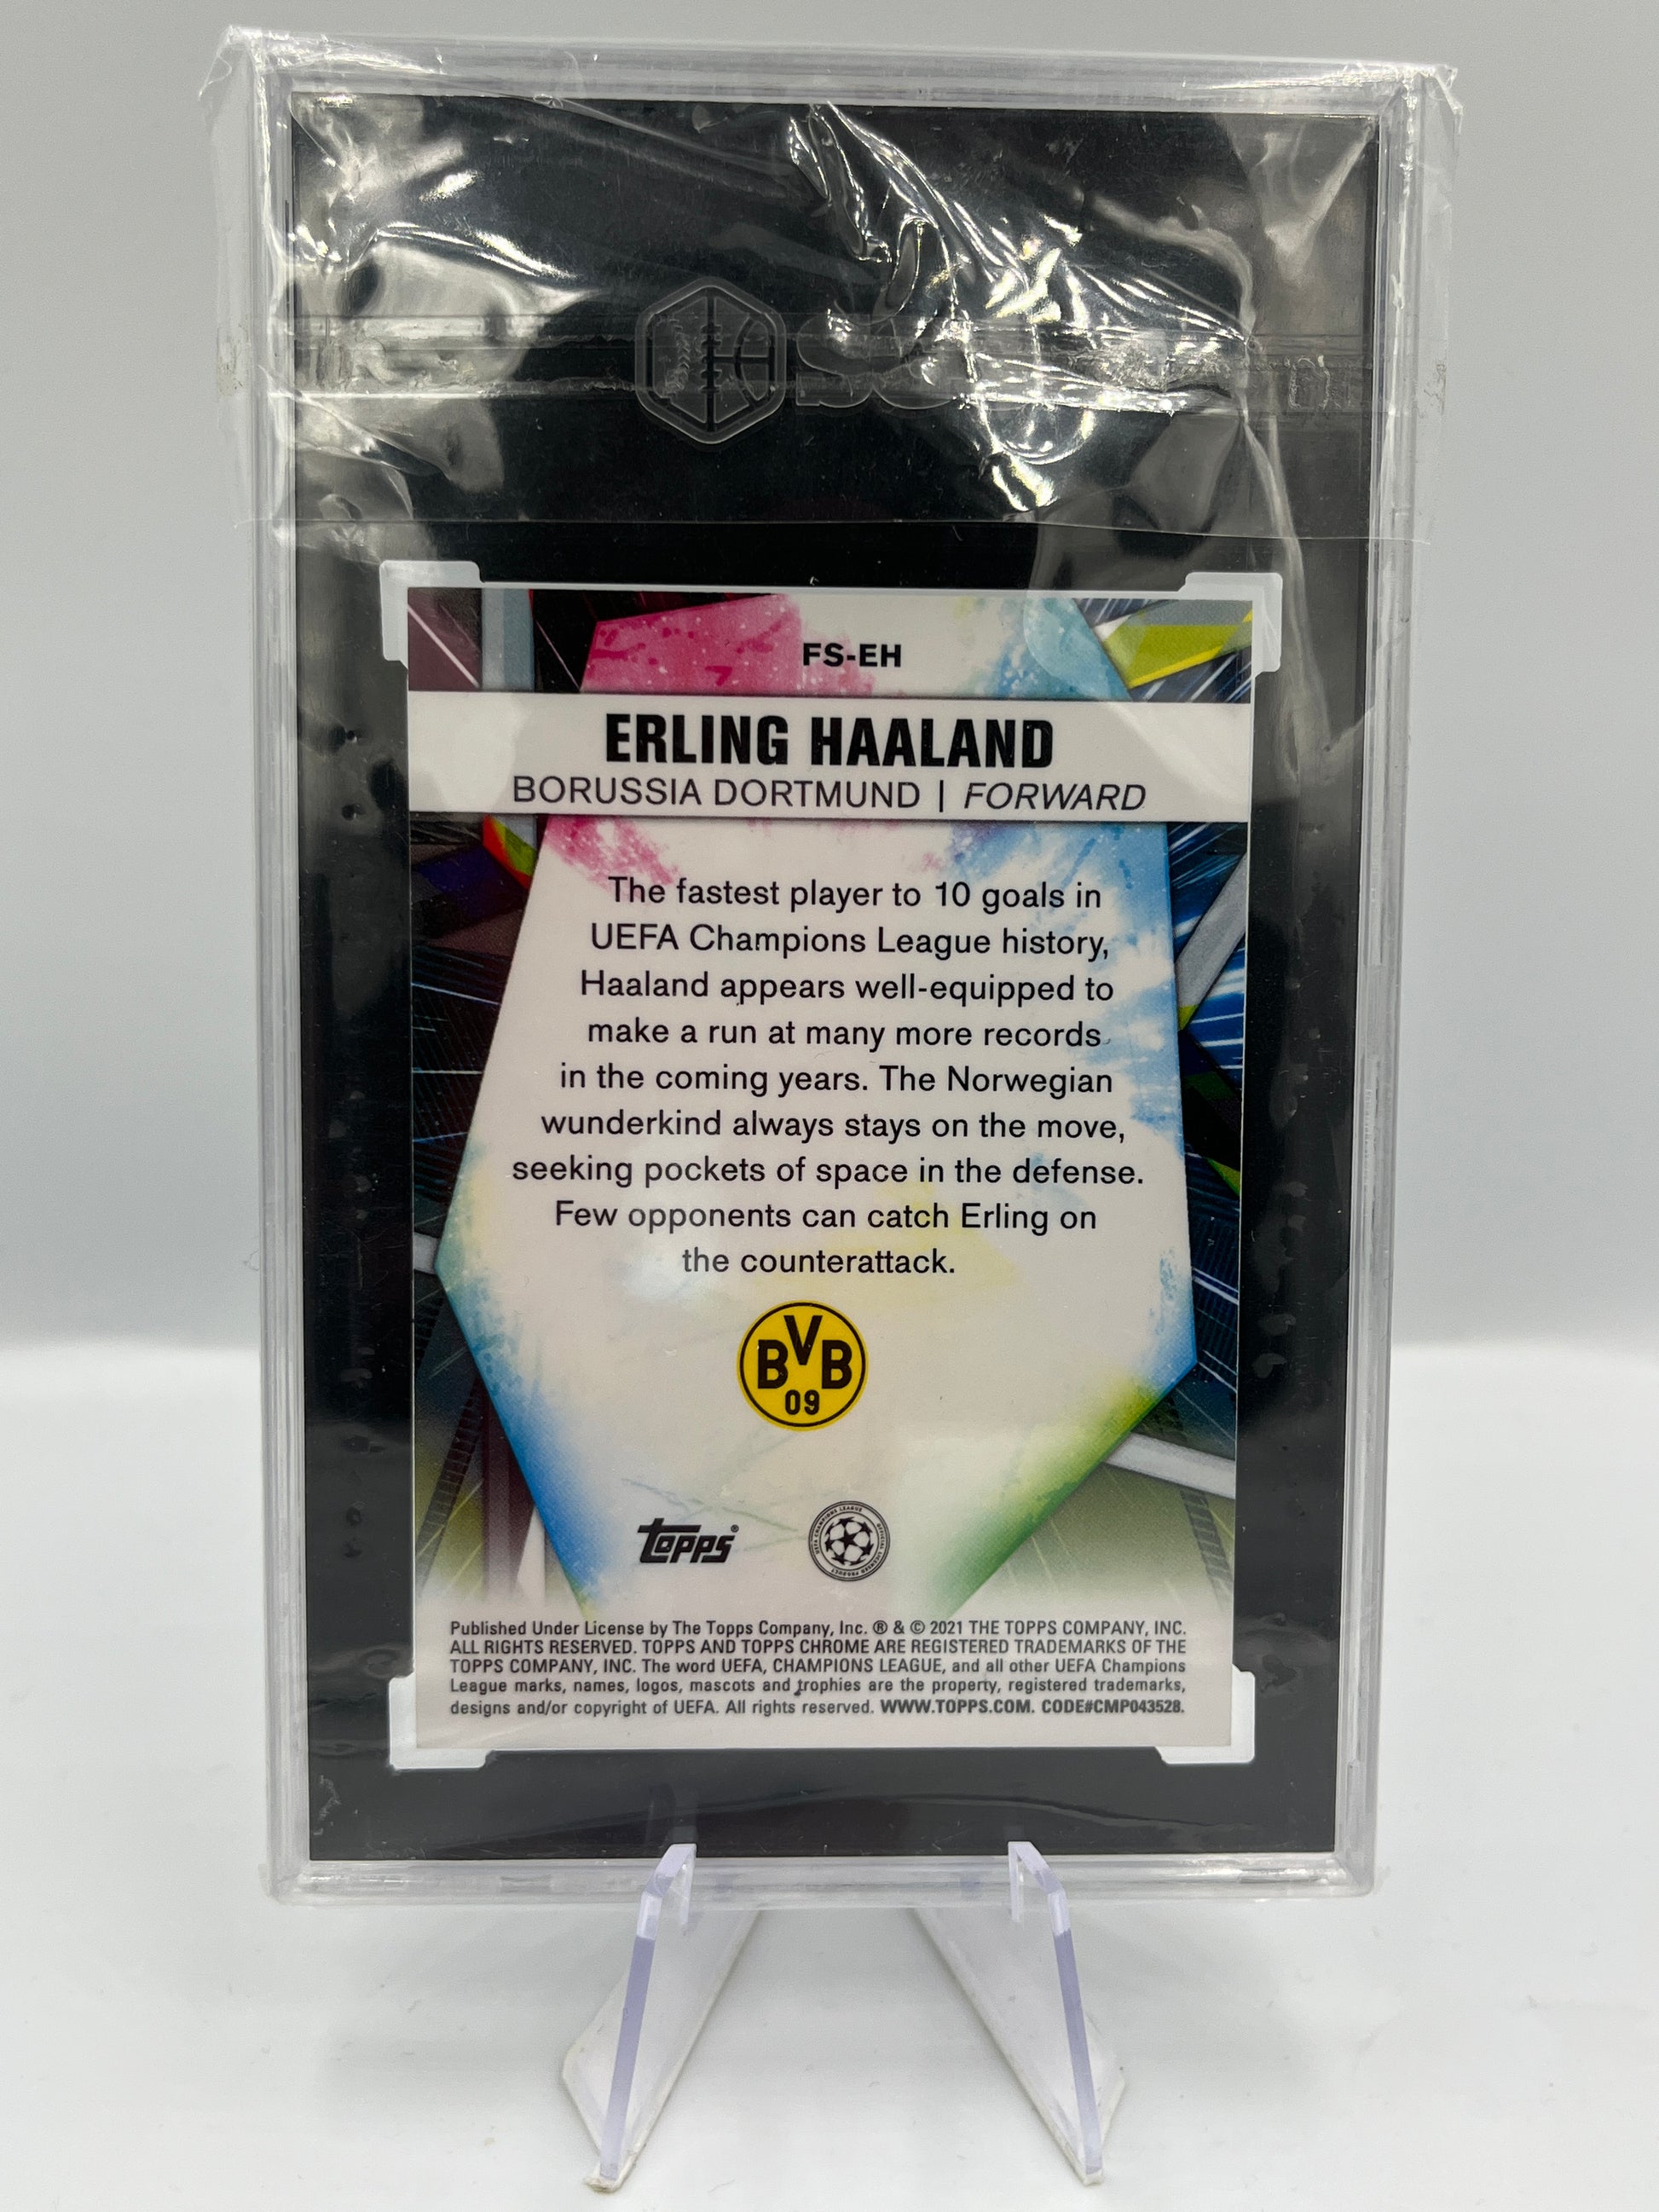 SGC
FS-EH
ERLING HAALAND
BORUSSIA DORTMUND | FORWARD
The fastest player to 10 goals in
UEFA Champions League history,
Haaland appears well-equipped to
make a run at many more records
in the coming years. The Norwegian
wunderkind always stays on the move,
seeking pockets of space in the defense.
Few opponents can catch Erling on
the counterattack.
BVB
09
Topps®
Published Under License by The Topps Company, Inc. ® & © 2021 THE TOPPS COMPANY, INC.
ALL RIGHTS RESERVED. TOPPS AND TOPPS CHROME ARE REGISTERED TRADEMARKS OF THE
TOPPS COMPANY, INC. The word UEFA, CHAMPIONS LEAGUE, and all other UEFA Champions
League marks, names, logos, mascots and trophies are the property, registered trademarks,
designs and/or copyright of UEFA. All rights reserved. WWW.TOPPS.COM. CODE#CMP043528.